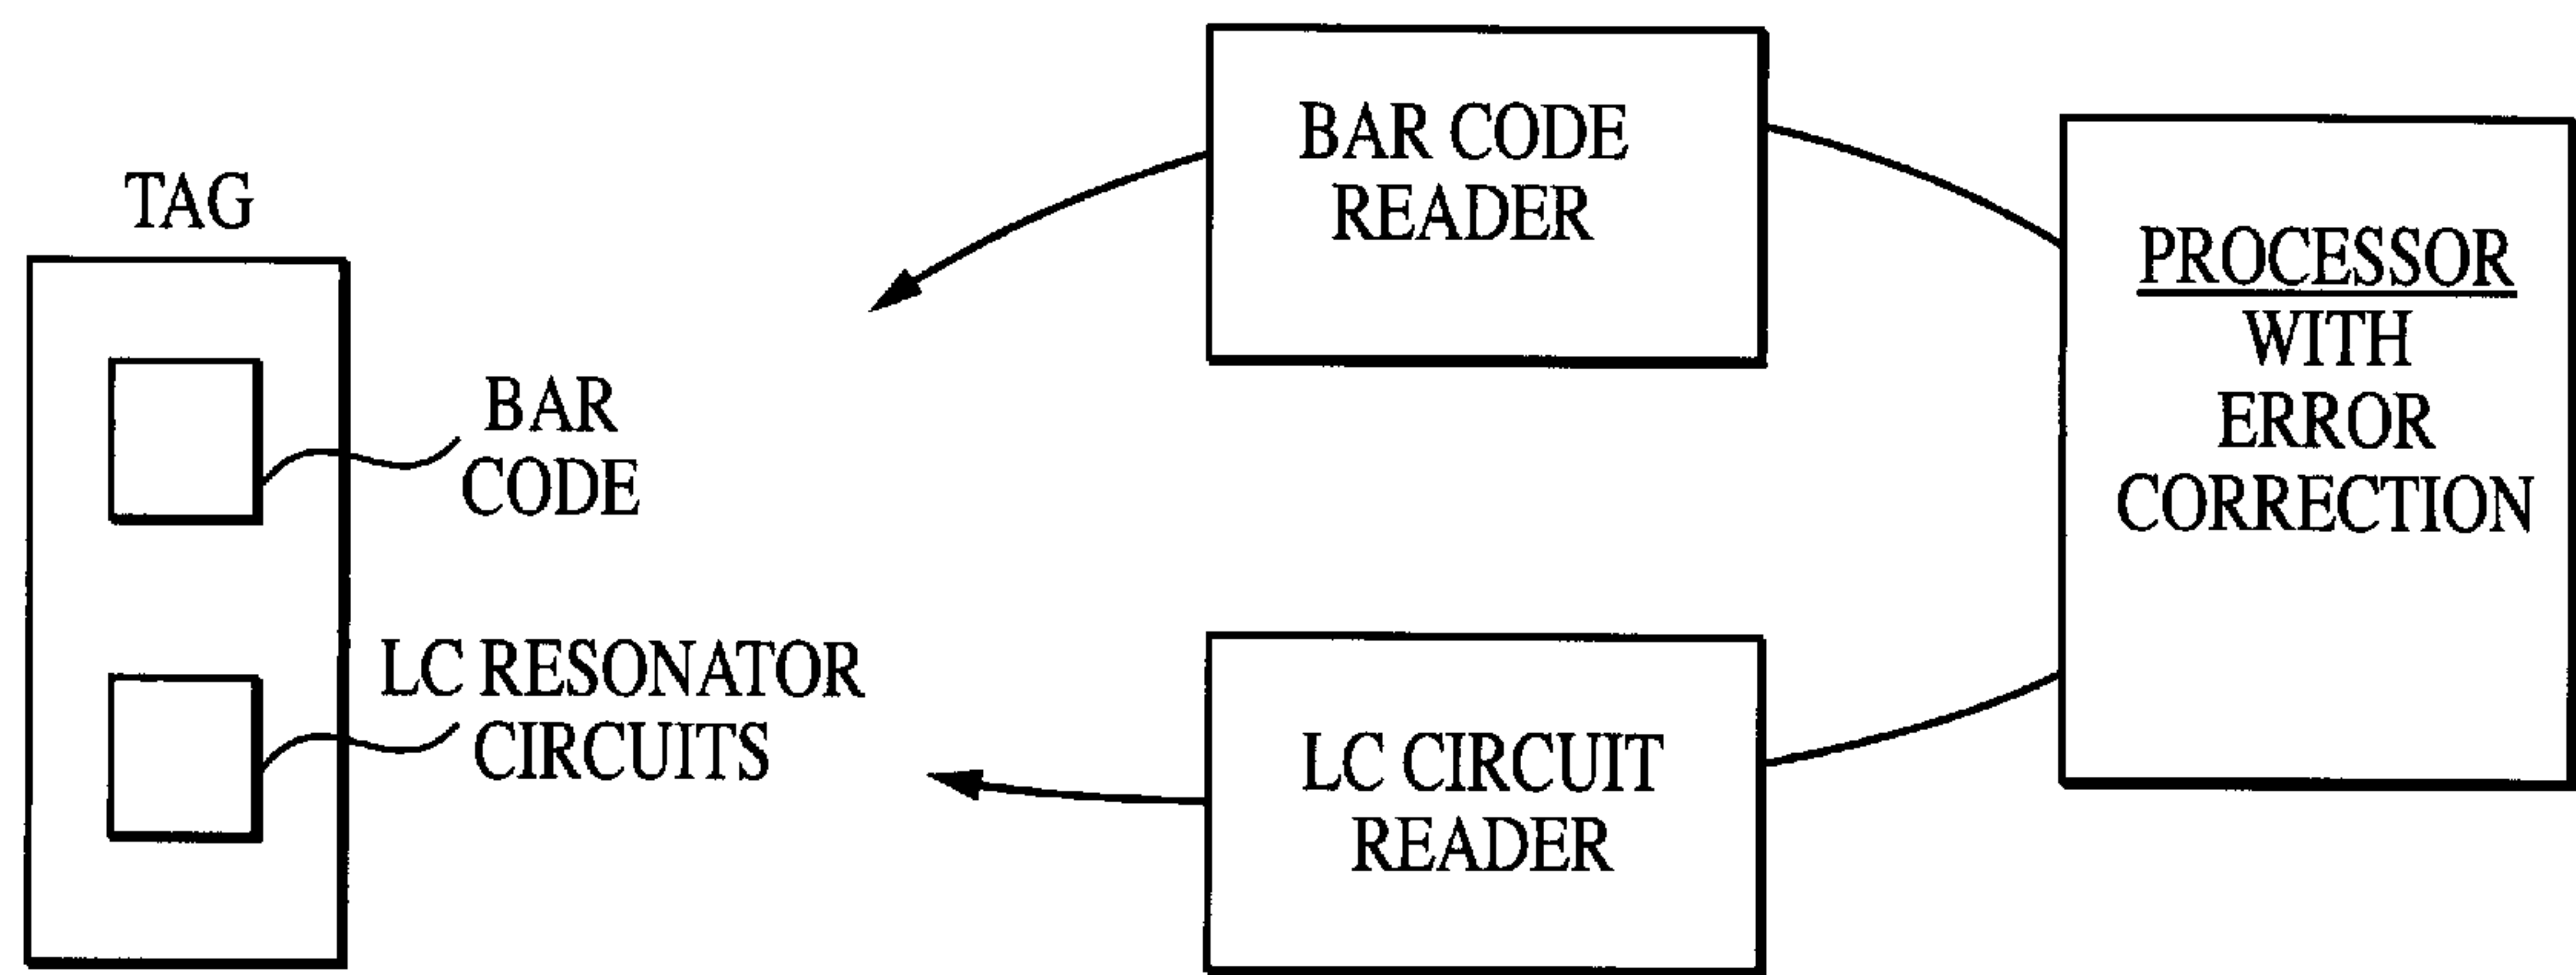 TAG
BAR
CODE
LC RESONATOR
CIRCUITS
BAR CODE
READER
LC CIRCUIT
READER
PROCESSOR
WITH
ERROR
CORRECTION